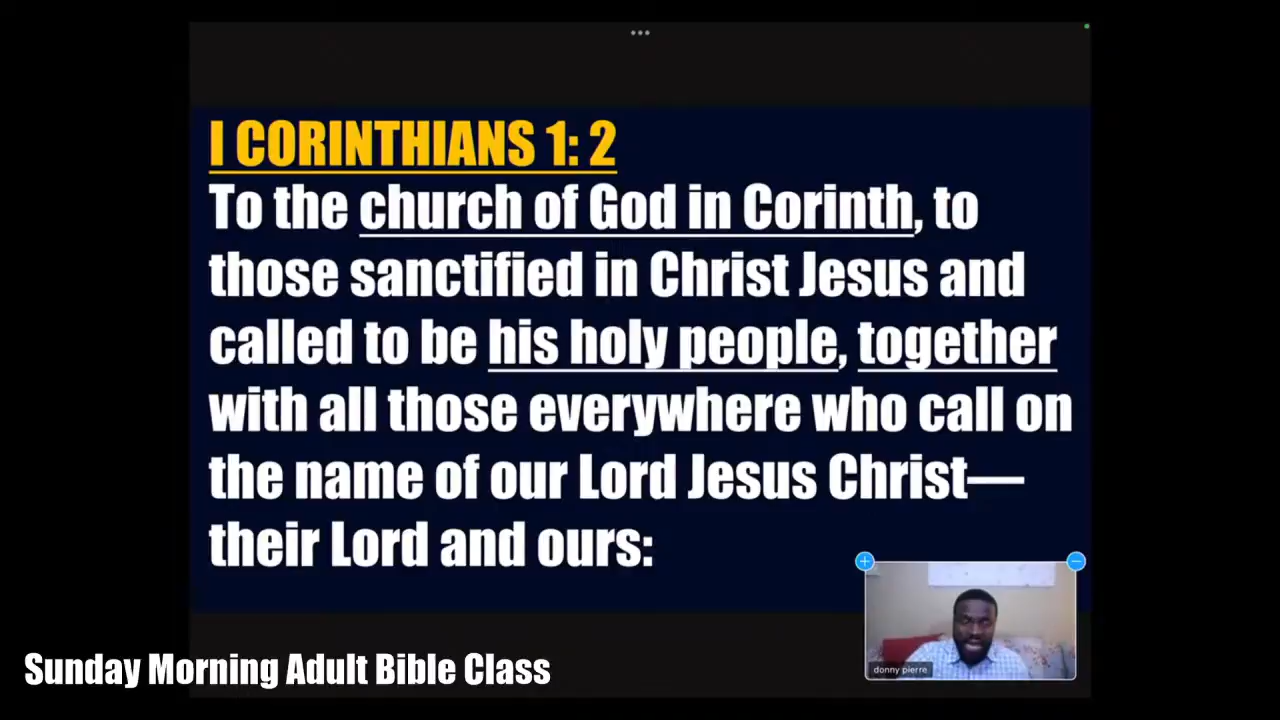 I CORINTHIANS 1: 2
To the church of God in Corinth, to
those sanctified in Christ Jesus and
called to be his holy people, together
with all those everywhere who call on
the name of our Lord Jesus Christ—
their Lord and ours:
donny pierre
Sunday Morning Adult Bible Class